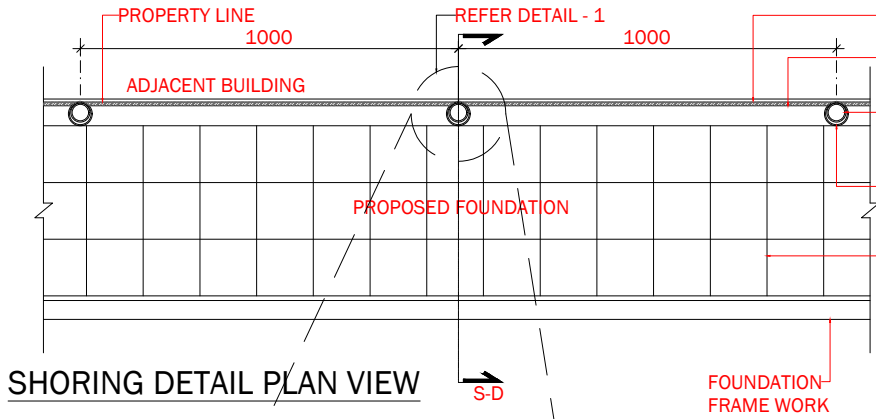 PROPERTY LINE
REFER DETAIL - 1
1000
1000
ADJACENT BUILDING
PROPOSED FOUNDATION
SHORING DETAIL PLAN VIEW
S-D
FOUNDATION
FRAME WORK